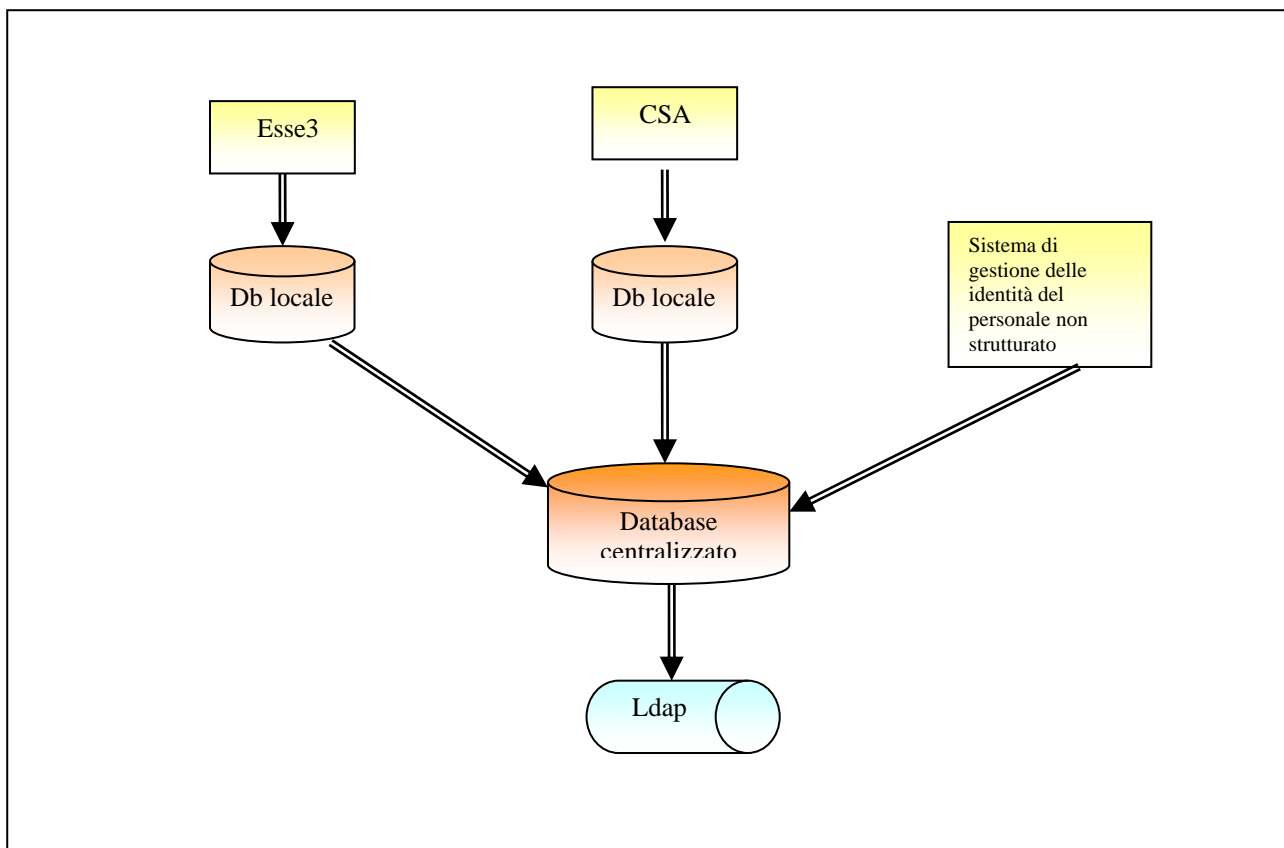 Esse3
CSA
Sistema di
gestione delle
identità del
personale non
strutturato
Db locale
Db locale
Database
centralizzato
Ldap